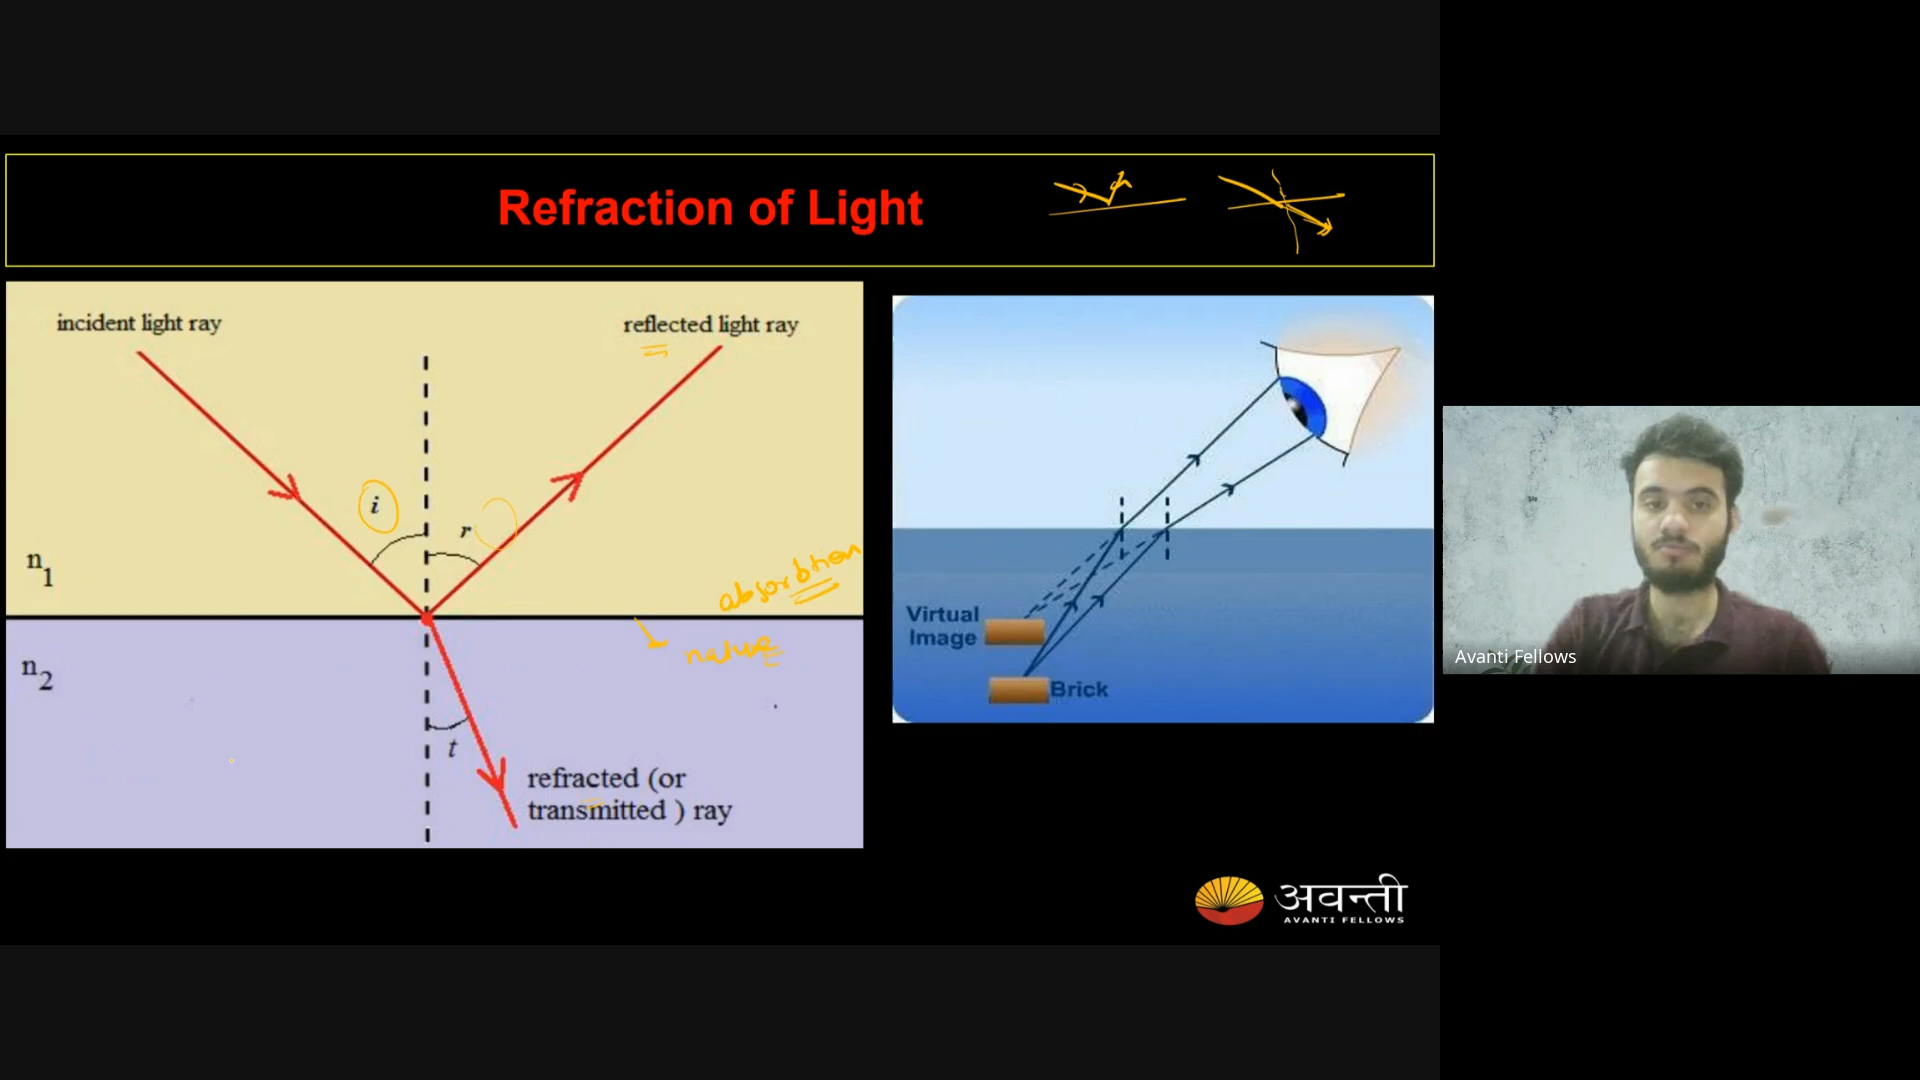 Refraction of Light
incident light ray
reflected light ray
i
r
n1
absorbtion
nature
n2
t
refracted (or
transmitted ) ray
Virtual
Image
Brick
अवन्ती
AVANTI FELLOWS
Avanti Fellows